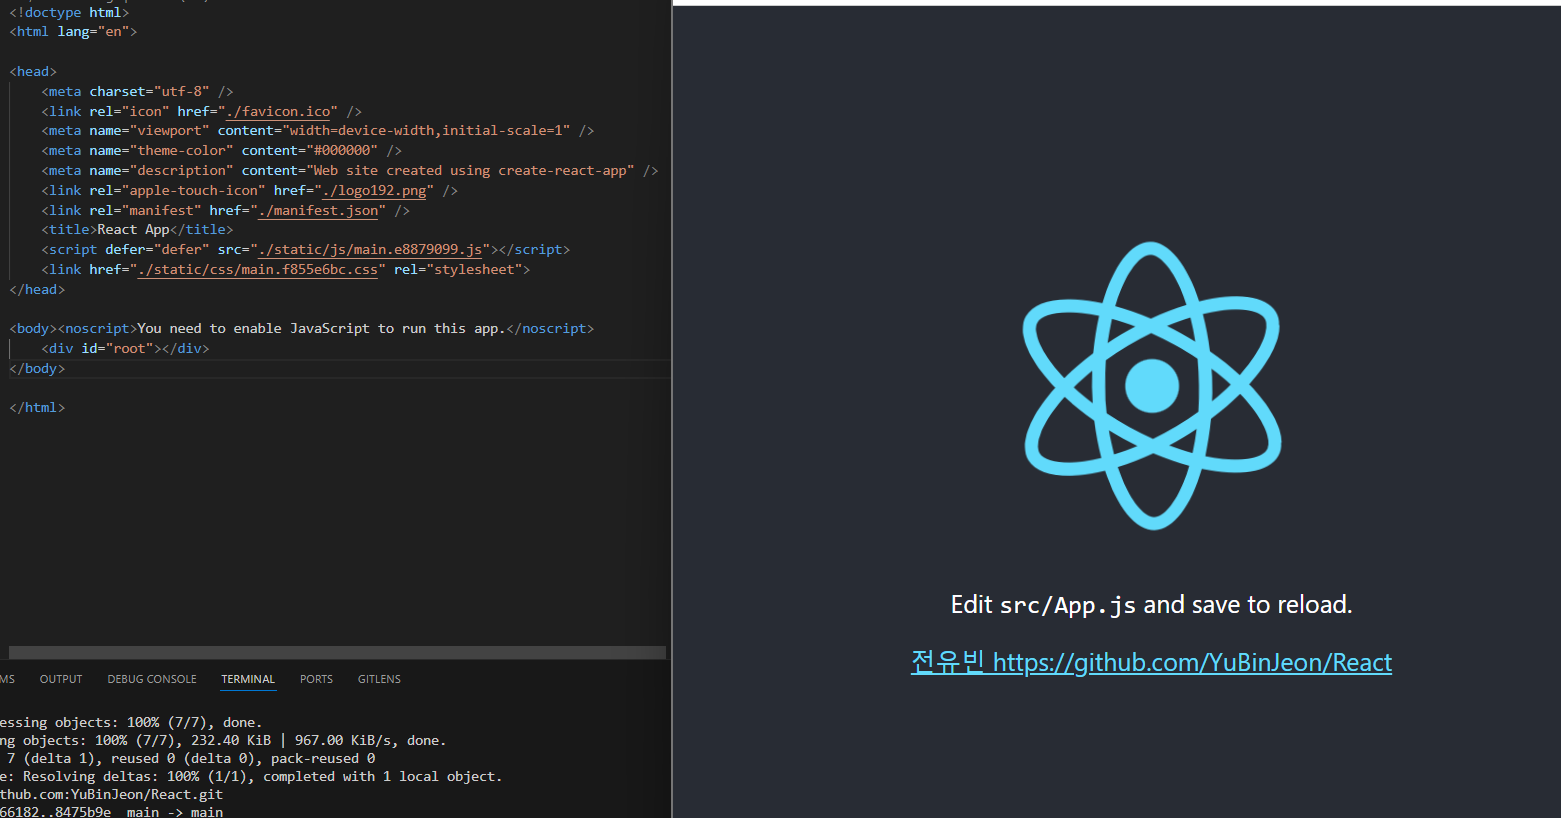 <!doctype html>
<html lang="en">
<head>
<meta charset="utf-8" />
<link rel="icon" href="./favicon.ico" />
<meta name="viewport" content="width=device-width,initial-scale=1" />
<meta name="theme-color" content="#000000" />
<meta name="description" content="Web site created using create-react-app" />
<link rel="apple-touch-icon" href="./logo192.png" />
<link rel="manifest" href="./manifest.json" />
<title>React App</title>
<script defer="defer" src="./static/js/main.e8879099.js"></script>
<link href="./static/css/main.f855e6bc.css" rel="stylesheet">
</head>
<body><noscript>You need to enable JavaScript to run this app.</noscript>
<div id="root"></div>
</body>
</html>
MS OUTPUT DEBUG CONSOLE TERMINAL PORTS GITLENS
essing objects: 100% (7/7), done.
ng objects: 100% (7/7), 232.40 KiB | 967.00 KiB/s, done.
7 (delta 1), reused 0 (delta 0), pack-reused 0
e: Resolving deltas: 100% (1/1), completed with 1 local object.
thub.com:YuBinJeon/React.git
66182..8475b9e main -> main
Edit src/App.js and save to reload.
전유빈 https://github.com/YuBinJeon/React